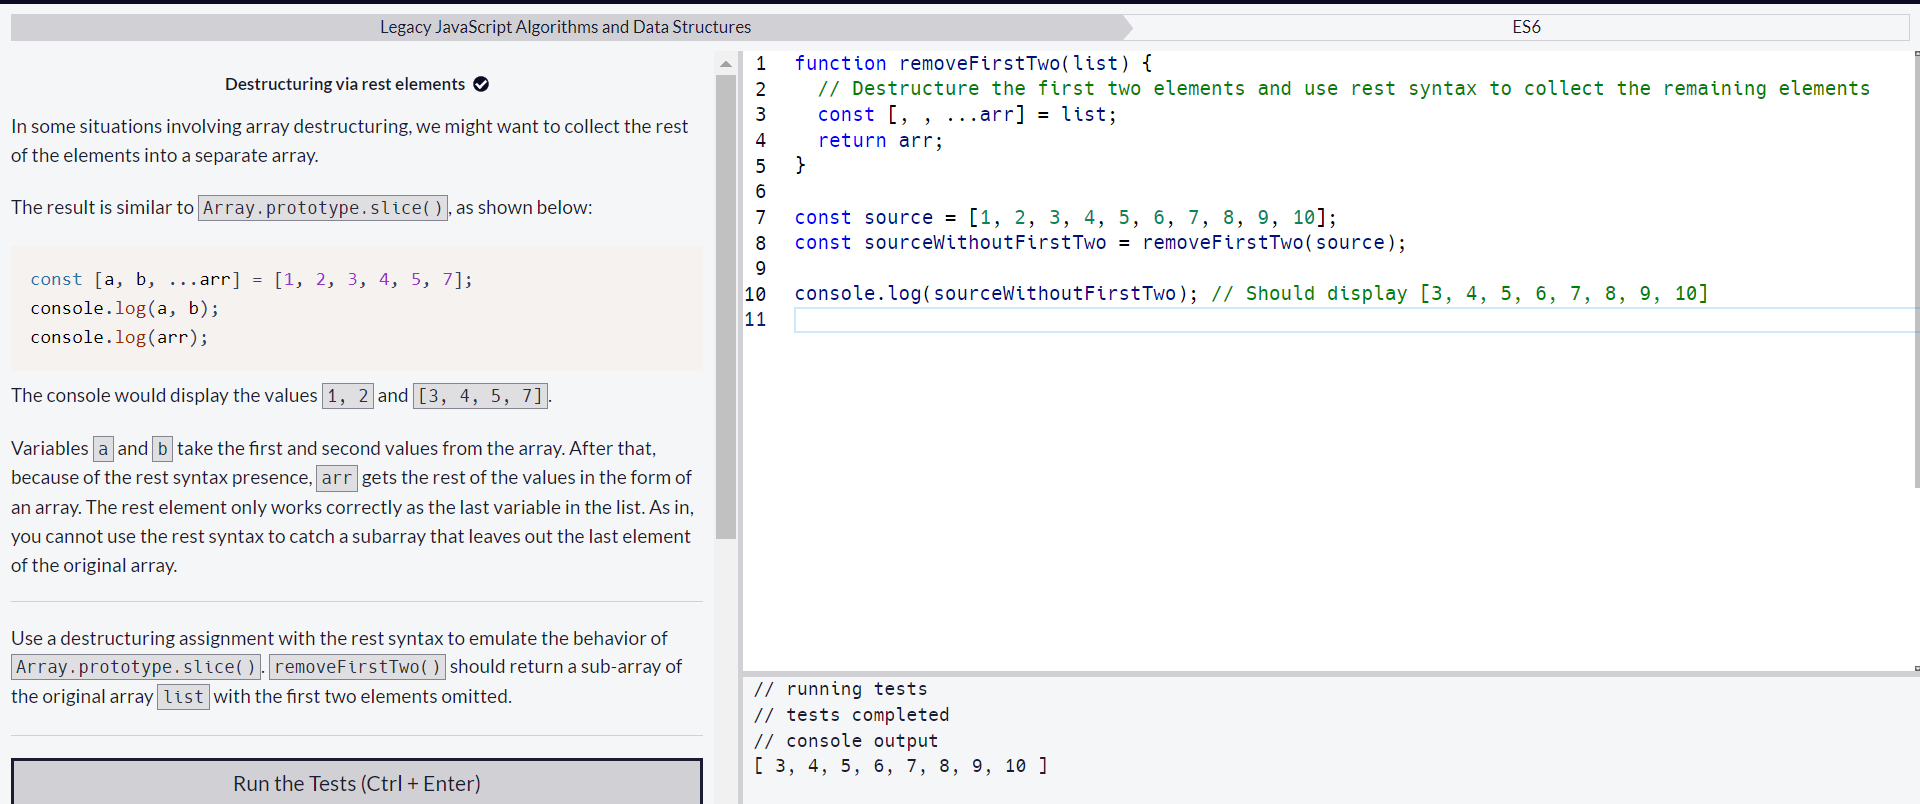 Legacy JavaScript Algorithms and Data Structures
ES6
Destructuring via rest elements
In some situations involving array destructuring, we might want to collect the rest
of the elements into a separate array.
The result is similar to Array.prototype.slice(), as shown below:
const [a, b, ...arr] = [1, 2, 3, 4, 5, 7];
console.log(a, b);
console.log(arr);
The console would display the values 1, 2 and [3, 4, 5, 7].
Variables a and b take the first and second values from the array. After that,
because of the rest syntax presence, arr gets the rest of the values in the form of
an array. The rest element only works correctly as the last variable in the list. As in,
you cannot use the rest syntax to catch a subarray that leaves out the last element
of the original array.
Use a destructuring assignment with the rest syntax to emulate the behavior of
Array.prototype.slice(). removeFirstTwo() should return a sub-array of
the original array list with the first two elements omitted.
Run the Tests (Ctrl + Enter)
1 function removeFirstTwo(list) {
2   // Destructure the first two elements and use rest syntax to collect the remaining elements
3   const [, , ...arr] = list;
4   return arr;
5 }
6
7 const source = [1, 2, 3, 4, 5, 6, 7, 8, 9, 10];
8 const sourceWithoutFirstTwo = removeFirstTwo(source);
9
10 console.log(sourceWithoutFirstTwo); // Should display [3, 4, 5, 6, 7, 8, 9, 10]
11
// running tests
// tests completed
// console output
[ 3, 4, 5, 6, 7, 8, 9, 10 ]